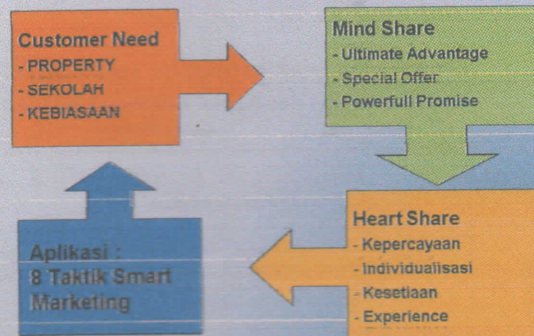 Customer Need
- PROPERTY
- SEKOLAH
- KEBIASAAN
Mind Share
- Ultimate Advantage
- Special Offer
- Powerfull Promise
Heart Share
- Kepercayaan
- Individualisasi
- Kesetiaan
- Experience
Aplikasi :
8 Taktik Smart
Marketing